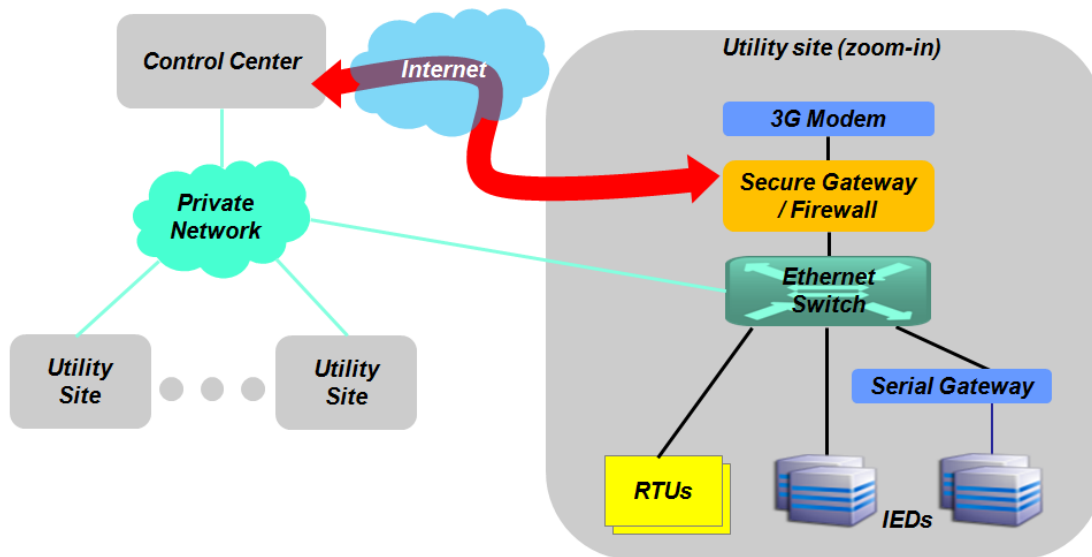 Control Center
Internet
Utility site (zoom-in)
3G Modem
Secure Gateway
/ Firewall
Private
Network
Ethernet
Switch
Utility
Site
Utility
Site
Serial Gateway
RTUs
IEDs